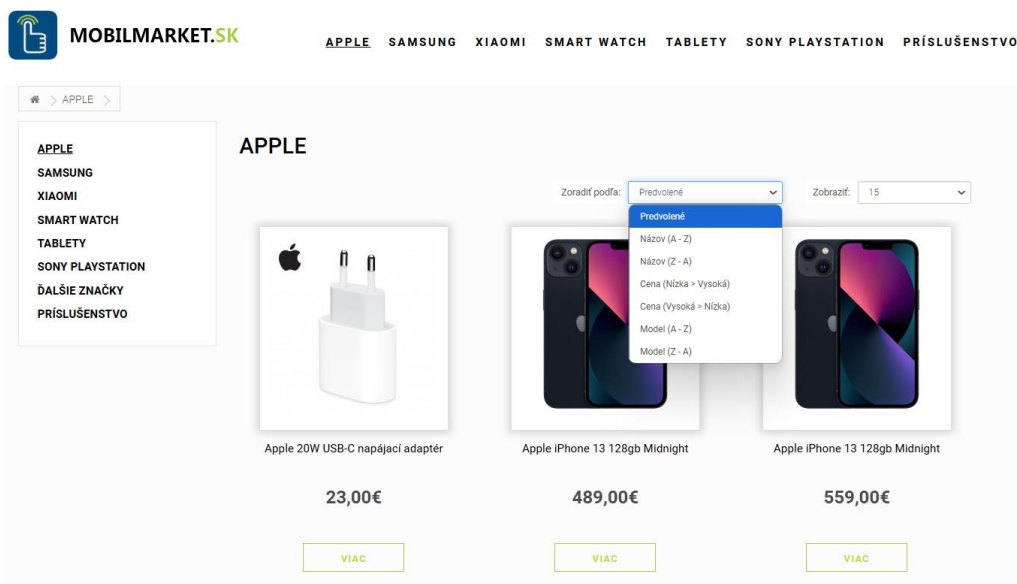 MOBILMARKET.SK
APPLE SAMSUNG XIAOMI SMART WATCH TABLETY SONY PLAYSTATION PRÍSLUŠENSTVO
APPLE
APPLE
SAMSUNG
XIAOMI
SMART WATCH
TABLETY
SONY PLAYSTATION
ĎALŠIE ZNAČKY
PRÍSLUŠENSTVO
APPLE
Zoradiť podľa: Predvolené Zobraziť: 15
Predvolené
Názov (A - Z)
Názov (Z - A)
Cena (Nízka > Vysoká)
Cena (Vysoká > Nízka)
Model (A - Z)
Model (Z - A)
Apple 20W USB-C napájací adaptér Apple iPhone 13 128gb Midnight Apple iPhone 13 128gb Midnight
23,00€ 489,00€ 559,00€
VIAC VIAC VIAC